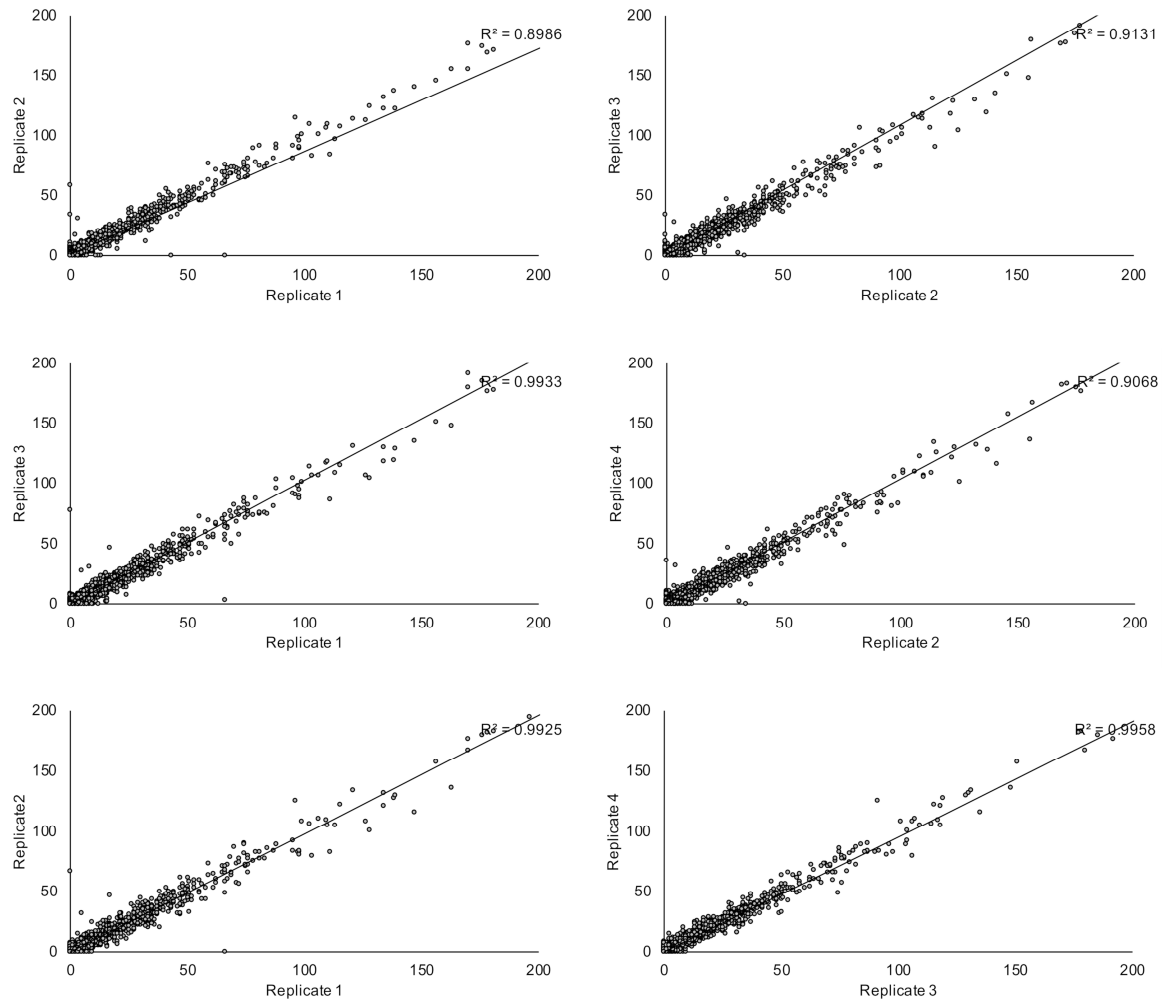 200
150
100
50
0
Replicate 2
R² = 0.8986
0 50 100 150 200
Replicate 1
200
150
100
50
0
Replicate 3
R² = 0.9131
0 50 100 150 200
Replicate 2
200
150
100
50
0
Replicate 3
R² = 0.9933
0 50 100 150 200
Replicate 1
200
150
100
50
0
Replicate 4
R² = 0.9068
0 50 100 150 200
Replicate 2
200
150
100
50
0
Replicate2
R² = 0.9925
0 50 100 150 200
Replicate 1
200
150
100
50
0
Replicate 4
R² = 0.9958
0 50 100 150 200
Replicate 3